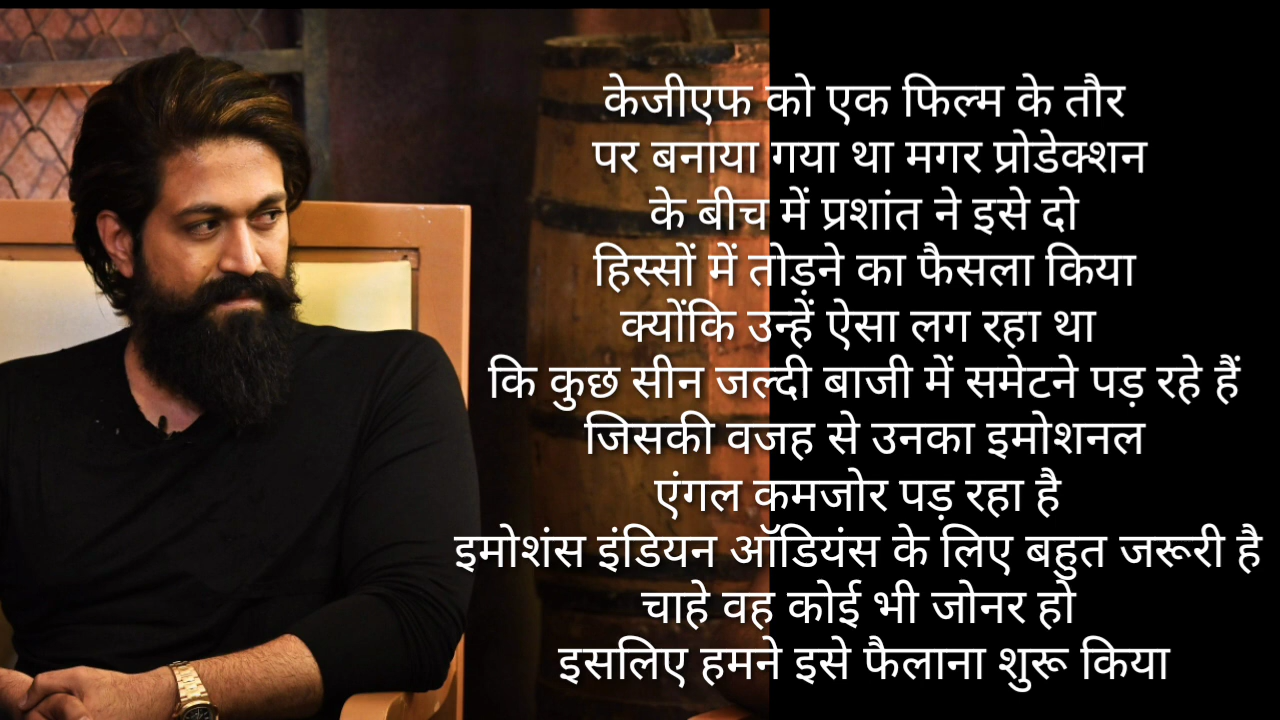 केजीएफ को एक फिल्म के तौर
पर बनाया गया था मगर प्रोडेक्शन
के बीच में प्रशांत ने इसे दो
हिस्सों में तोड़ने का फैसला किया
क्योंकि उन्हें ऐसा लग रहा था
कि कुछ सीन जल्दी बाजी में समेटने पड़ रहे हैं
जिसकी वजह से उनका इमोशनल
एंगल कमजोर पड़ रहा है
इमोशंस इंडियन ऑडियंस के लिए बहुत जरूरी है
चाहे वह कोई भी जोनर हो
इसलिए हमने इसे फैलाना शुरू किया